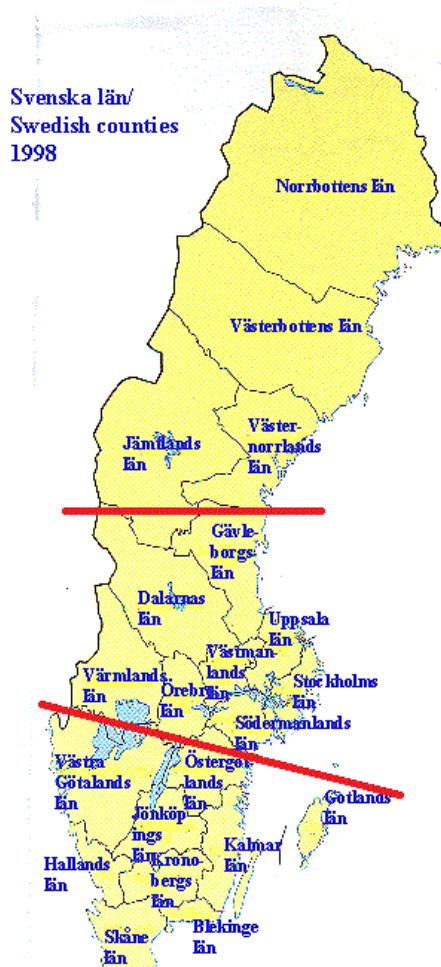 Svenska län/
Swedish counties
1998
Norrbottens län
Västerbottens län
Väster-
norrlands
län
Jämtlands
län
Gävle-
borgs
län
Dalarnas
län
Uppsala
län
Västman-
lands
län
Värmlands
län
Örebro
län
Stockholms
län
Södermanlands
län
Västra
Götalands
län
Östergöt-
lands
län
Gotlands
län
Jönköp-
ings
län
Kalmar
län
Hallands
län
Krono-
bergs
län
Blekinge
län
Skåne
län